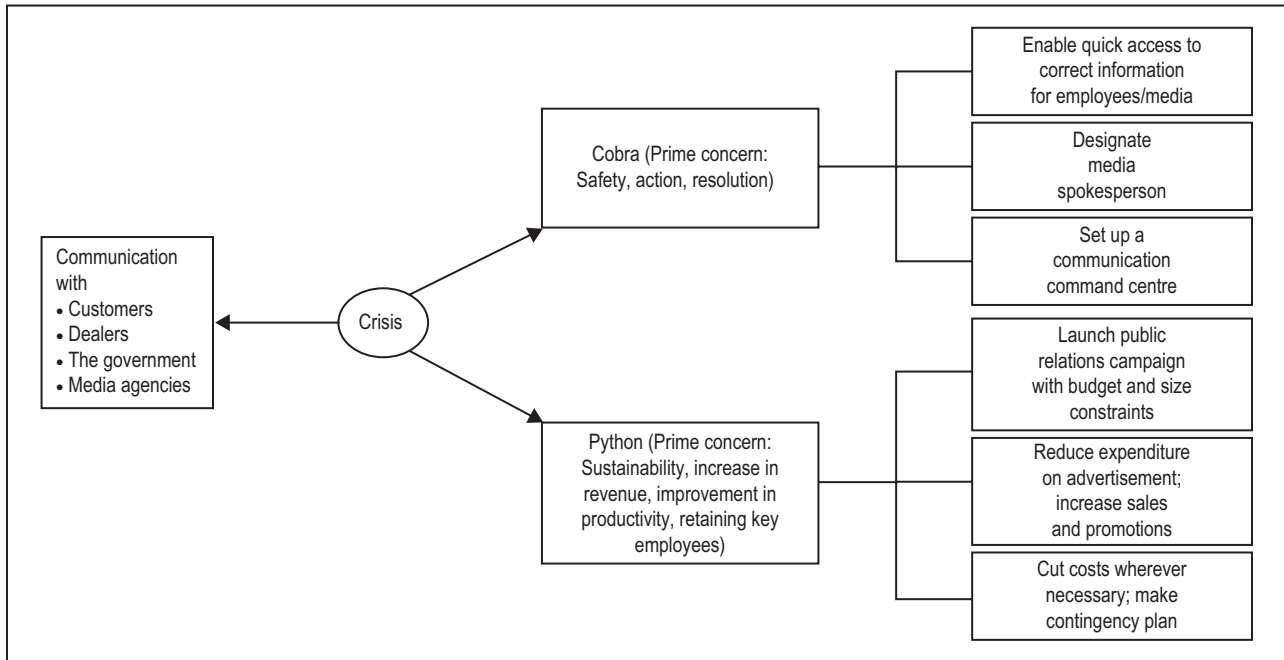 Communication
with
• Customers
• Dealers
• The government
• Media agencies
Crisis
Cobra (Prime concern:
Safety, action, resolution)
Enable quick access to
correct information
for employees/media
Designate
media
spokesperson
Set up a
communication
command centre
Python (Prime concern:
Sustainability, increase in
revenue, improvement in
productivity, retaining key
employees)
Launch public
relations campaign
with budget and size
constraints
Reduce expenditure
on advertisement;
increase sales
and promotions
Cut costs wherever
necessary; make
contingency plan